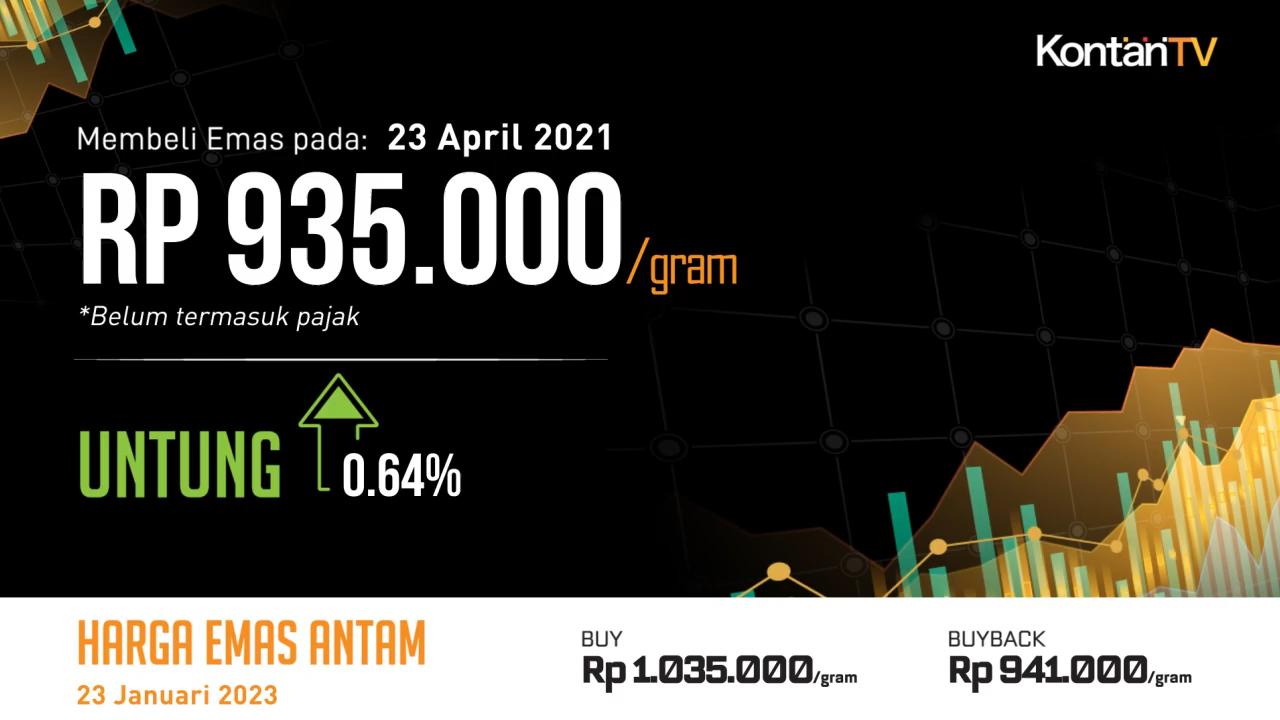 KontanTV
Membeli Emas pada: 23 April 2021
RP 935.000/gram
*Belum termasuk pajak
UNTUNG 0.64%
HARGA EMAS ANTAM
23 Januari 2023
BUY
Rp 1.035.000/gram
BUYBACK
Rp 941.000/gram